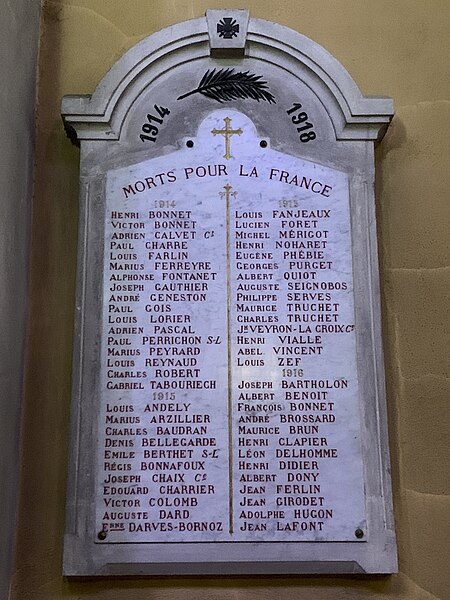 1914
1918
MORTS POUR LA FRANCE
1914
HENRI BONNET
VICTOR BONNET
ADRIEN CALVET Cᵉ
PAUL CHARRE
LOUIS FARLIN
MARIUS FERREYRE
ALPHONSE FONTANET
JOSEPH GAUTHIER
ANDRÉ GENESTON
PAUL GOIS
LOUIS LORIER
ADRIEN PASCAL
PAUL PERRICHON S-L
MARIUS PEYRARD
LOUIS REYNAUD
CHARLES ROBERT
GABRIEL TABOURIECH
1915
LOUIS ANDELY
MARIUS ARZILLIER
CHARLES BAUDRAN
DENIS BELLEGARDE
EMILE BERTHET S-L
RÉGIS BONNAFOUX
JOSEPH CHAIX Cᵉ
EDOUARD CHARRIER
VICTOR COLOMB
AUGUSTE DARD
Eᴺᴺᴱ DARVES-BORNOZ
1915
LOUIS FANJEAUX
LUCIEN FORET
MICHEL MÉRIGOT
HENRI NOHARET
EUGÈNE PHÉBIE
GEORGES PURGET
ALBERT QUIOT
AUGUSTE SEIGNOBOS
PHILIPPE SERVES
MAURICE TRUCHET
CHARLES TRUCHET
Jʰ VEYRON-LA CROIX Cᵉ
HENRI VIALLE
ABEL VINCENT
LOUIS ZEF
1916
JOSEPH BARTHOLON
ALBERT BENOIT
FRANÇOIS BONNET
ANDRÉ BROSSARD
MAURICE BRUN
HENRI CLAPIER
LÉON DELHOMME
HENRI DIDIER
ALBERT DONY
JEAN FERLIN
JEAN GIRODET
ADOLPHE HUGON
JEAN LAFONT